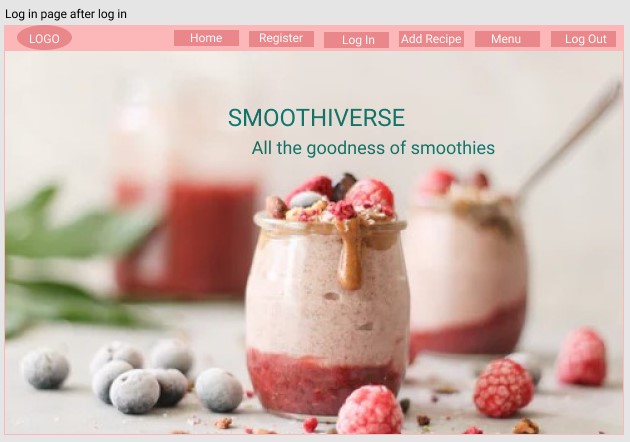 Log in page after log in
LOGO Home Register Log In Add Recipe Menu Log Out
SMOOTHIVERSE
All the goodness of smoothies